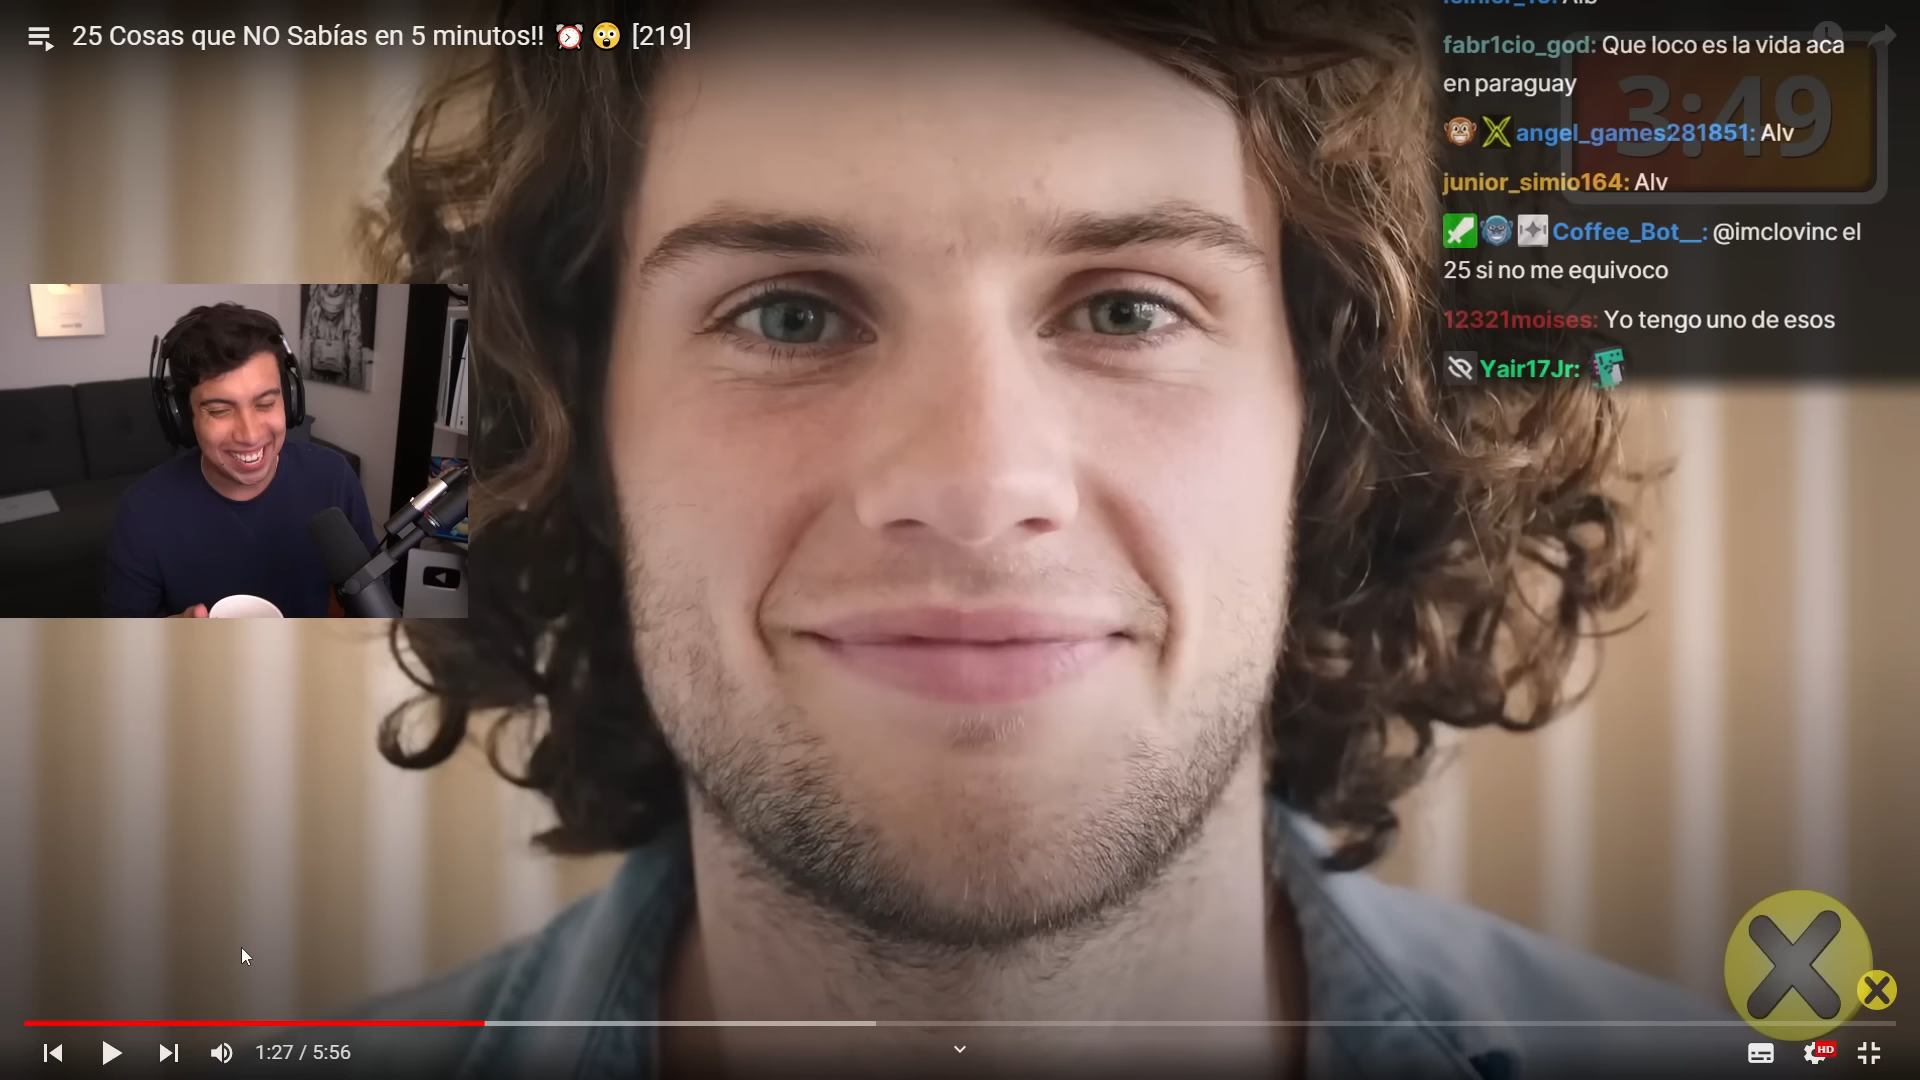 25 Cosas que NO Sabías en 5 minutos!! ⏰😲 [219]
fabr1cio_god: Que loco es la vida aca
en paraguay
3:49
angel_games281851: Alv
junior_simio164: Alv
Coffee_Bot__: @imclovinc el
25 si no me equivoco
12321moises: Yo tengo uno de esos
Yair17Jr:
1:27 / 5:56
HD